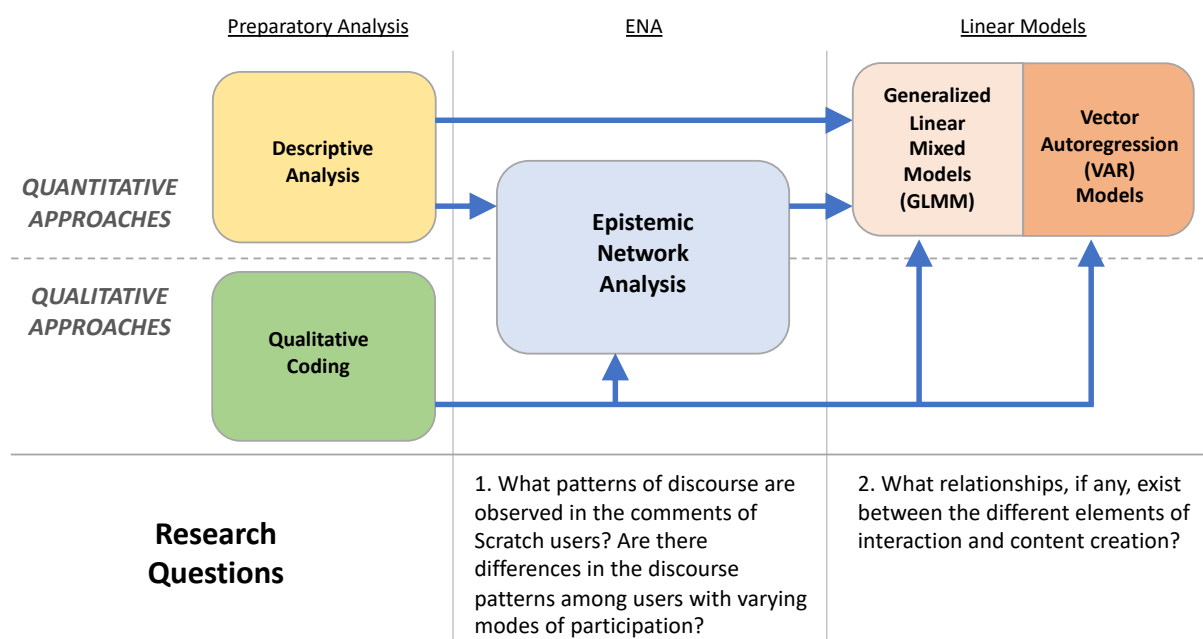 Preparatory Analysis
ENA
Linear Models
QUANTITATIVE
APPROACHES
Descriptive
Analysis
Epistemic
Network
Analysis
Generalized
Linear
Mixed
Models
(GLMM)
Vector
Autoregression
(VAR)
Models
QUALITATIVE
APPROACHES
Qualitative
Coding
Research
Questions
1. What patterns of discourse are
observed in the comments of
Scratch users? Are there
differences in the discourse
patterns among users with varying
modes of participation?
2. What relationships, if any, exist
between the different elements of
interaction and content creation?